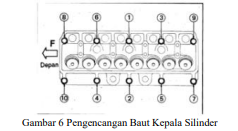 8 6 1 3 9
F
Depan
10 4 2 5 7
Gambar 6 Pengencangan Baut Kepala Silinder